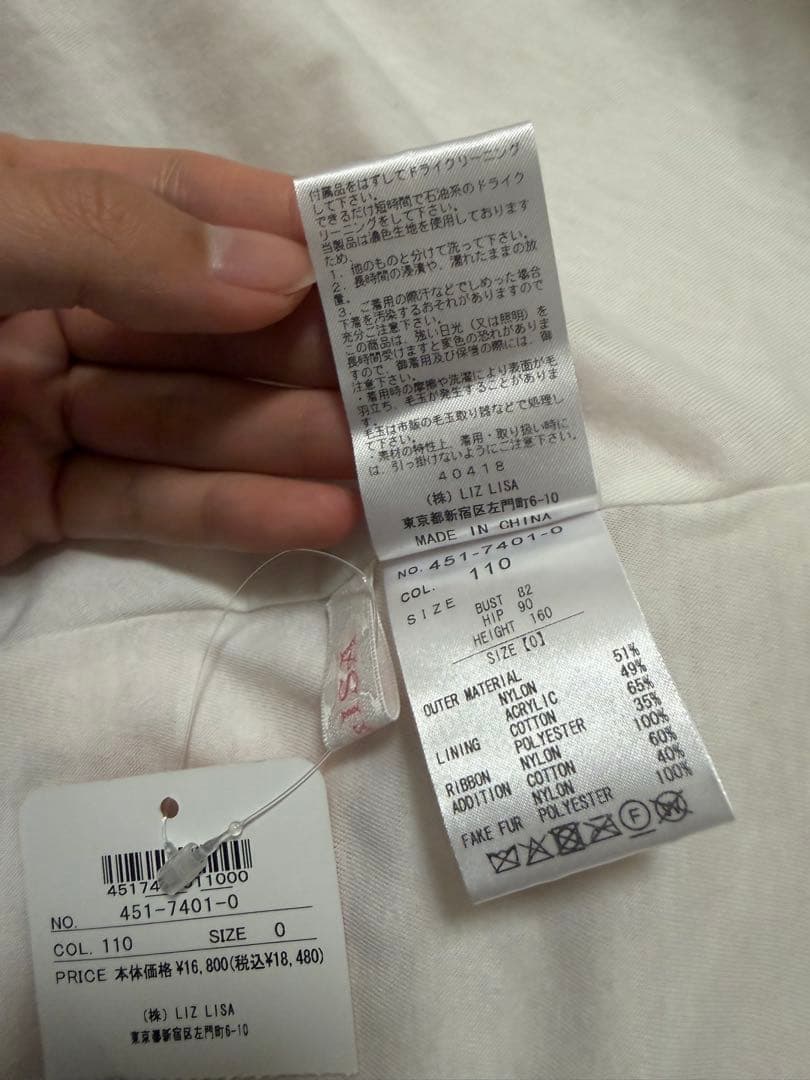 付属品をはずしてドライクリーニング
して下さい。
できるだけ短時間で石油系のドライク
リーニングをして下さい。
当製品は濃色生地を使用しております
ため、
1．他のものと分けて洗って下さい。
2．長時間の浸漬や、濡れたままの放
置。
3．ご着用の際汗などでしめった場合
下着を汚染するおそれがありますので
充分ご注意下さい。
この商品は、強い日光（又は照明）を
長時間受けますと変色の恐れがありま
すので、御着用及び保管の際には、御
注意下さい。
・着用時の摩擦や洗濯により表面が毛
羽立ち、毛玉が発生することがありま
す。
毛玉は市販の毛玉取り器などで処理し
て下さい。
・素材の特性上、着用・取り扱い時に
は、引っ掛けないようにご注意下さい。
40418
(株) LIZ LISA
東京都新宿区左門町6-10
MADE IN CHINA
NO. 451-7401-0
COL. 110
SIZE BUST 82
HIP 90
HEIGHT 160
SIZE【0】
OUTER MATERIAL 51%
NYLON 49%
ACRYLIC 65%
LINING COTTON 35%
POLYESTER 100%
RIBBON NYLON 60%
ADDITION COTTON 40%
NYLON 100%
FAKE FUR POLYESTER
F
ISA
NO. 451-7401-0
COL. 110 SIZE 0
PRICE 本体価格 ¥16,800(税込¥18,480)
(株) LIZ LISA
東京都新宿区左門町6-10